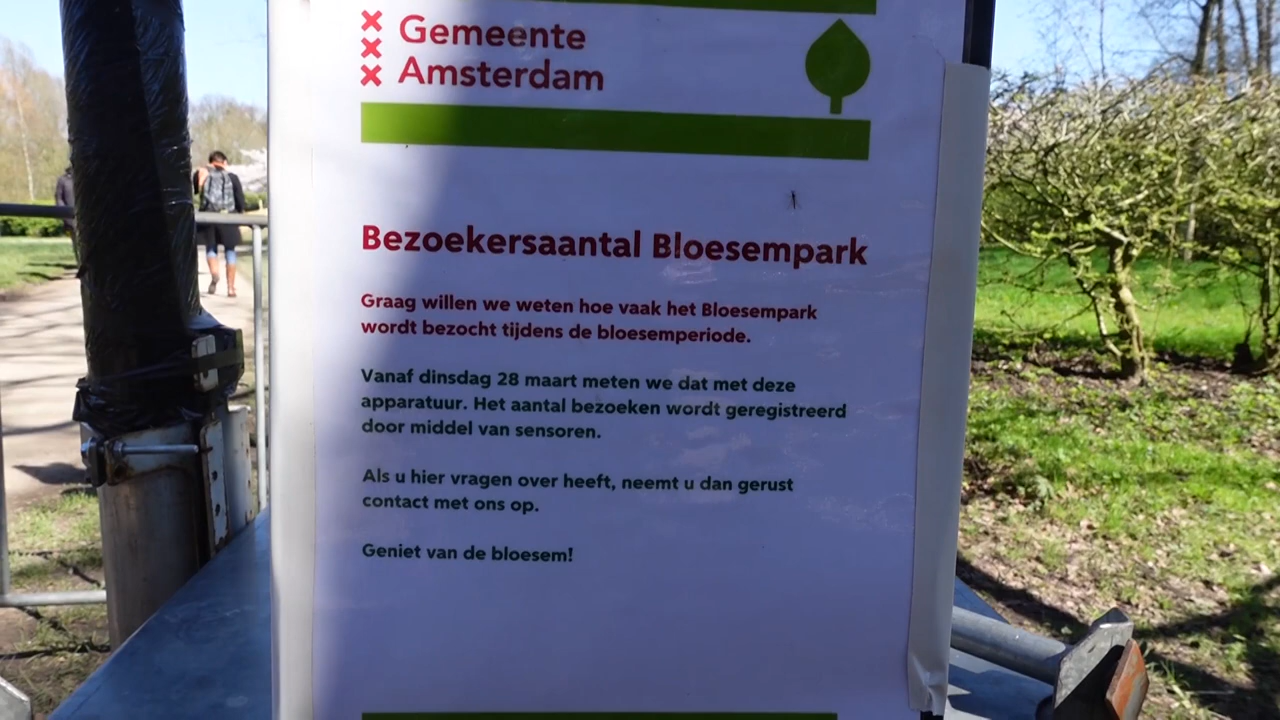 Gemeente
Amsterdam
Bezoekersaantal Bloesempark
Graag willen we weten hoe vaak het Bloesempark
wordt bezocht tijdens de bloesemperiode.
Vanaf dinsdag 28 maart meten we dat met deze
apparatuur. Het aantal bezoeken wordt geregistreerd
door middel van sensoren.
Als u hier vragen over heeft, neemt u dan gerust
contact met ons op.
Geniet van de bloesem!